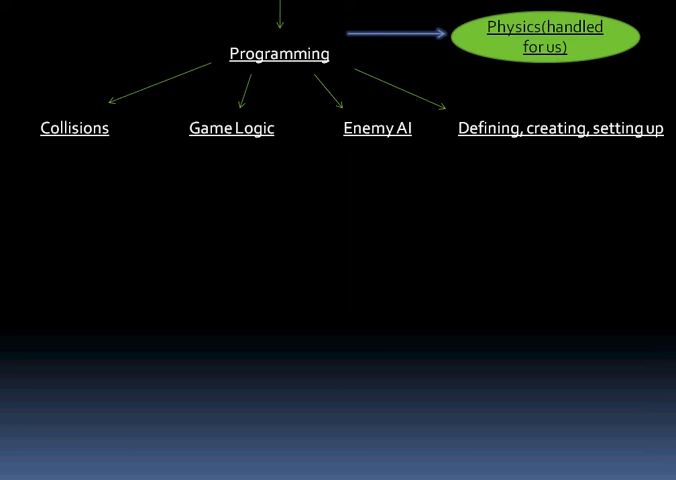 Physics(handled
for us)
Programming
Collisions
Game Logic
Enemy AI
Defining, creating, setting up